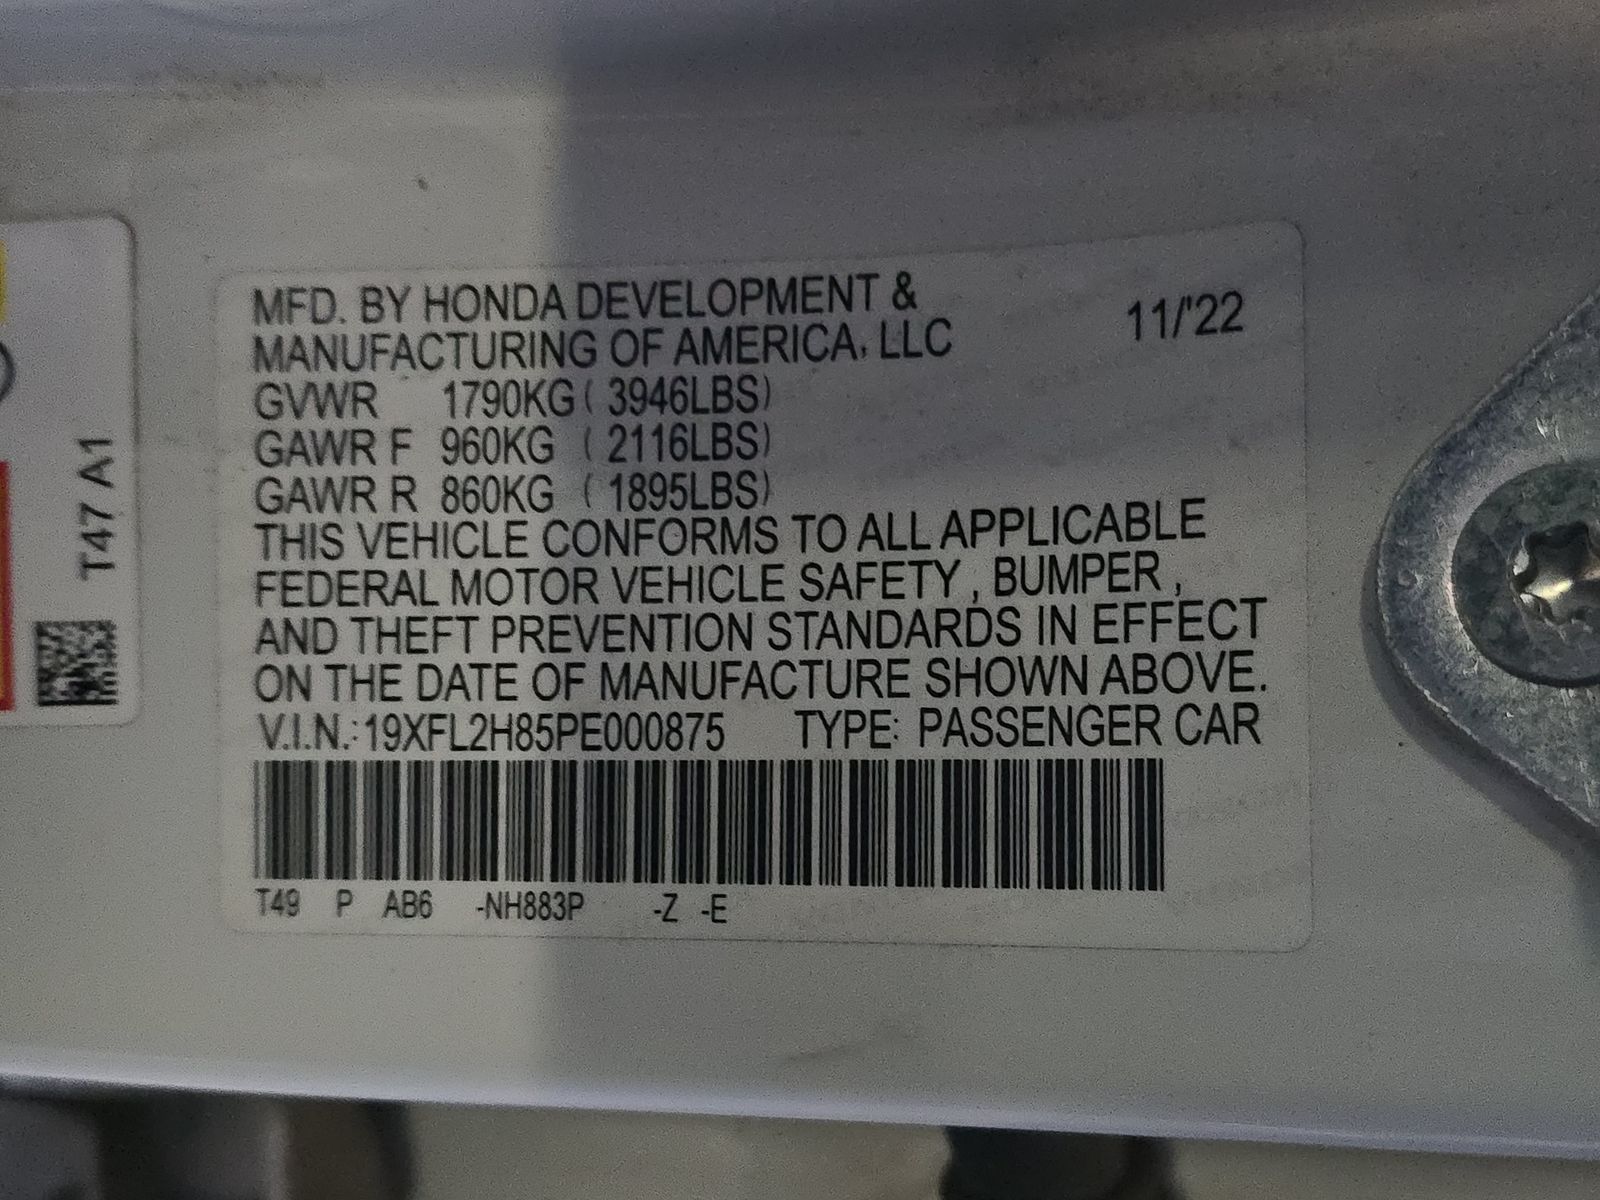 MFD. BY HONDA DEVELOPMENT &
MANUFACTURING OF AMERICA, LLC
11/'22
GVWR 1790KG ( 3946LBS)
GAWR F 960KG ( 2116LBS)
GAWR R 860KG ( 1895LBS)
THIS VEHICLE CONFORMS TO ALL APPLICABLE
FEDERAL MOTOR VEHICLE SAFETY , BUMPER ,
AND THEFT PREVENTION STANDARDS IN EFFECT
ON THE DATE OF MANUFACTURE SHOWN ABOVE.
V.I.N.: 19XFL2H85PE000875 TYPE: PASSENGER CAR
T49 P AB6 -NH883P -Z -E
T47 A1